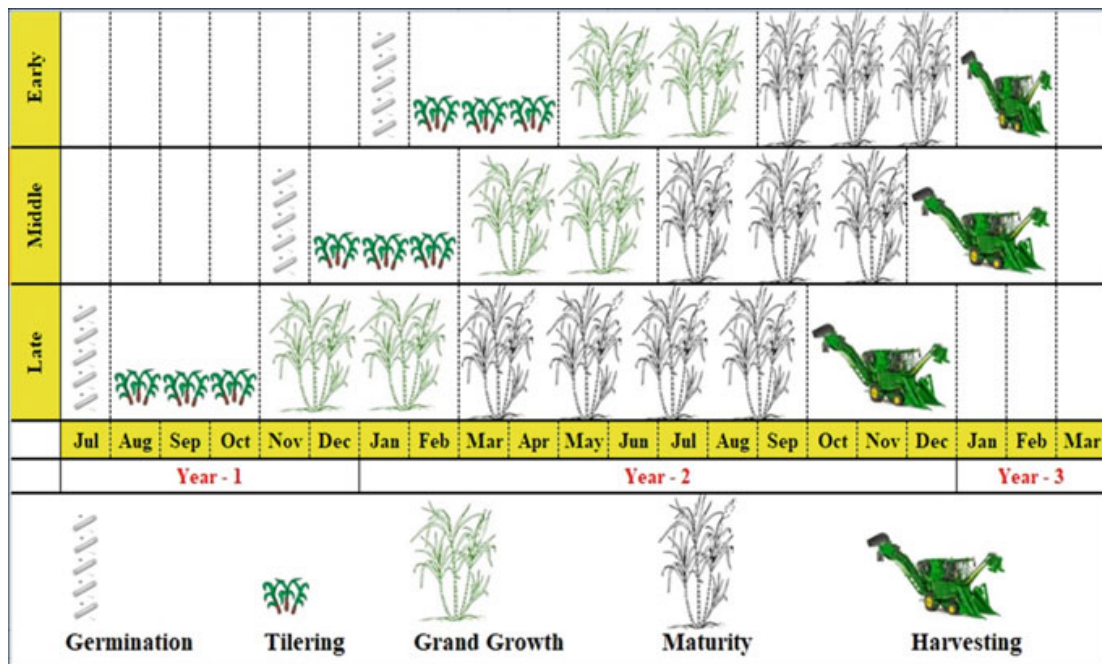 Early
Middle
Late
Jul Aug Sep Oct Nov Dec Jan Feb Mar Apr May Jun Jul Aug Sep Oct Nov Dec Jan Feb Mar
Year - 1 Year - 2 Year - 3
Germination Tilering Grand Growth Maturity Harvesting